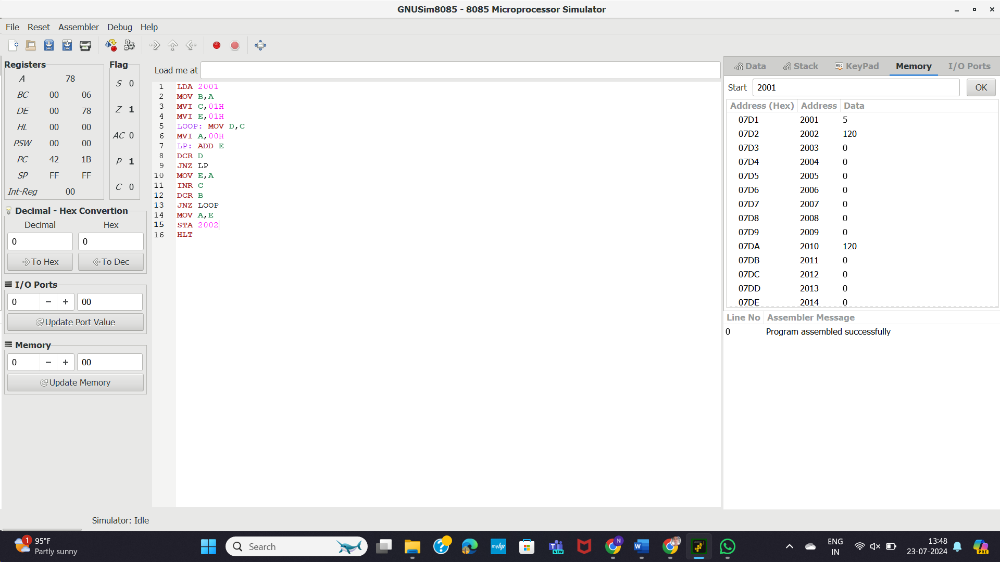 GNUSim8085 - 8085 Microprocessor Simulator
File Reset Assembler Debug Help
Registers
A 78
BC 00 06
DE 00 78
HL 00 00
PSW 00 00
PC 42 1B
SP FF FF
Int-Reg 00
Flag
S 0
Z 1
AC 0
P 1
C 0
Decimal - Hex Convertion
Decimal Hex
0 0
To Hex To Dec
I/O Ports
0 − + 00
Update Port Value
Memory
0 − + 00
Update Memory
Load me at
1 LDA 2001
2 MOV B,A
3 MVI C,01H
4 MVI E,01H
5 LOOP: MOV D,C
6 MVI A,00H
7 LP: ADD E
8 DCR D
9 JNZ LP
10 MOV E,A
11 INR C
12 DCR B
13 JNZ LOOP
14 MOV A,E
15 STA 2002
16 HLT
Data Stack Abc KeyPad Memory I/O Ports
Start 2001 OK
Address (Hex) Address Data
07D1 2001 5
07D2 2002 120
07D3 2003 0
07D4 2004 0
07D5 2005 0
07D6 2006 0
07D7 2007 0
07D8 2008 0
07D9 2009 0
07DA 2010 120
07DB 2011 0
07DC 2012 0
07DD 2013 0
07DE 2014 0
Line No Assembler Message
0 Program assembled successfully
Simulator: Idle
1 95°F
Partly sunny
Search
myhp
NEW
N
W
ENG
IN
13:48
23-07-2024
PRE